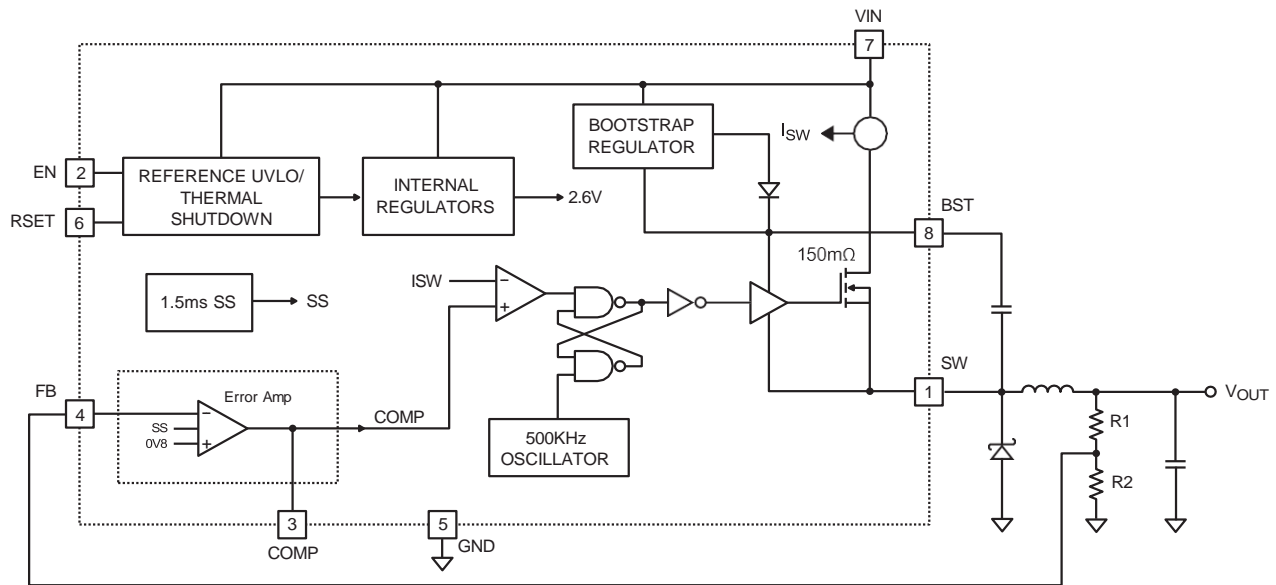 VIN
7
BOOTSTRAP
REGULATOR
ISW
EN
2
REFERENCE UVLO/
THERMAL
SHUTDOWN
INTERNAL
REGULATORS
2.6V
BST
8
RSET
6
150mΩ
1.5ms SS
SS
ISW
−
+
SW
1
FB
4
Error Amp
−
SS
0V8
+
COMP
500KHz
OSCILLATOR
VOUT
R1
R2
3
COMP
5
GND